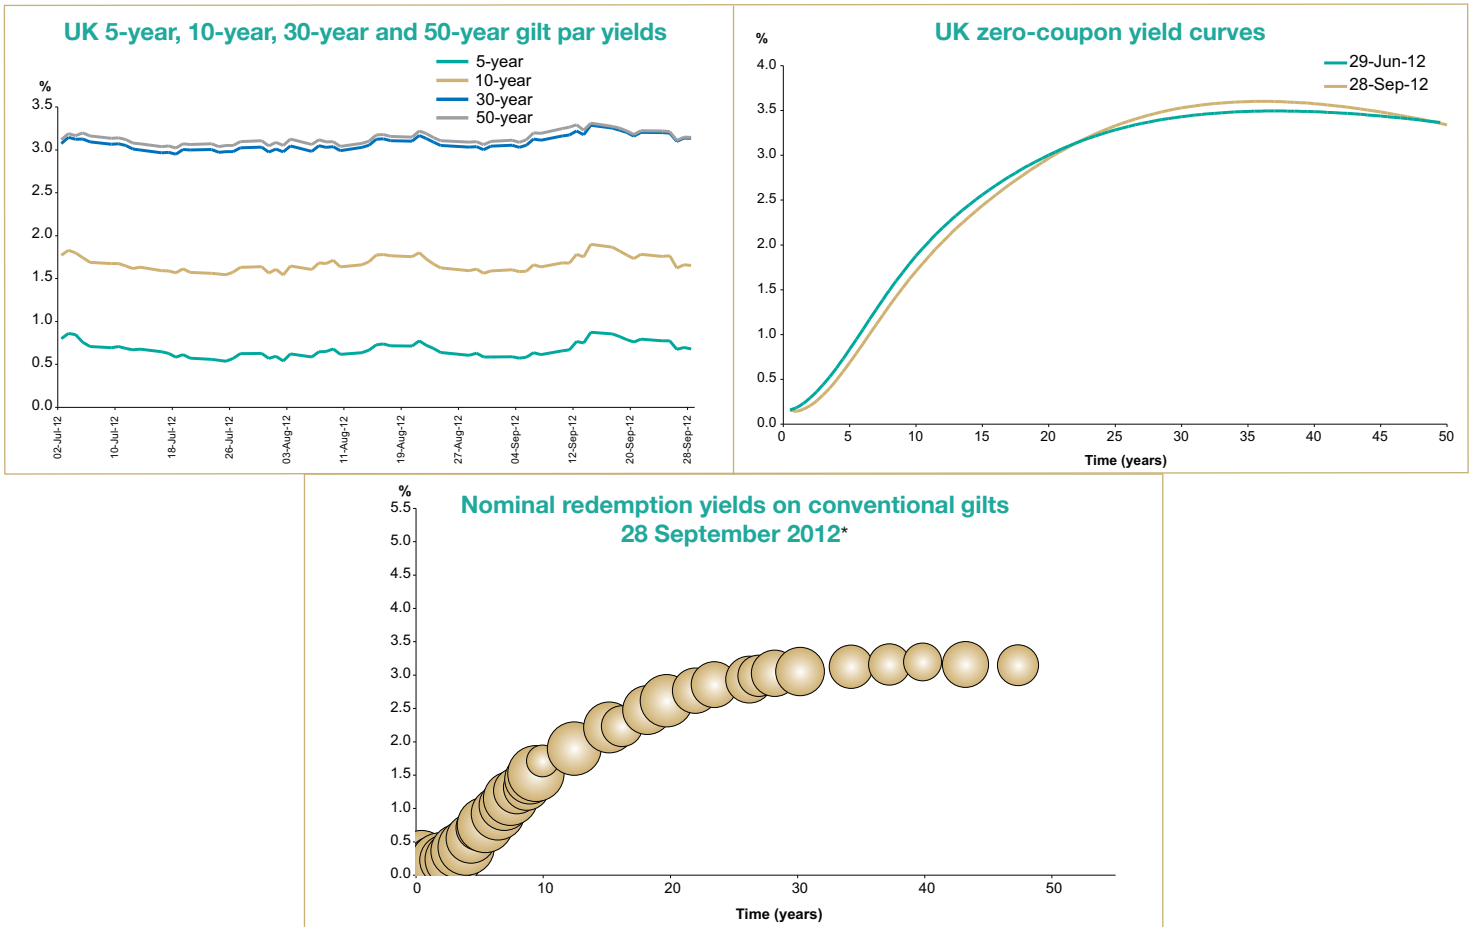 UK 5-year, 10-year, 30-year and 50-year gilt par yields
5-year
10-year
30-year
50-year
%
3.5
3.0
2.5
2.0
1.5
1.0
0.5
0.0
02-Jul-12
10-Jul-12
18-Jul-12
26-Jul-12
03-Aug-12
11-Aug-12
19-Aug-12
27-Aug-12
04-Sep-12
12-Sep-12
20-Sep-12
28-Sep-12
UK zero-coupon yield curves
%
29-Jun-12
28-Sep-12
4.0
3.5
3.0
2.5
2.0
1.5
1.0
0.5
0.0
0 5 10 15 20 25 30 35 40 45 50
Time (years)
Nominal redemption yields on conventional gilts
28 September 2012*
%
5.5
5.0
4.5
4.0
3.5
3.0
2.5
2.0
1.5
1.0
0.5
0.0
0 10 20 30 40 50
Time (years)